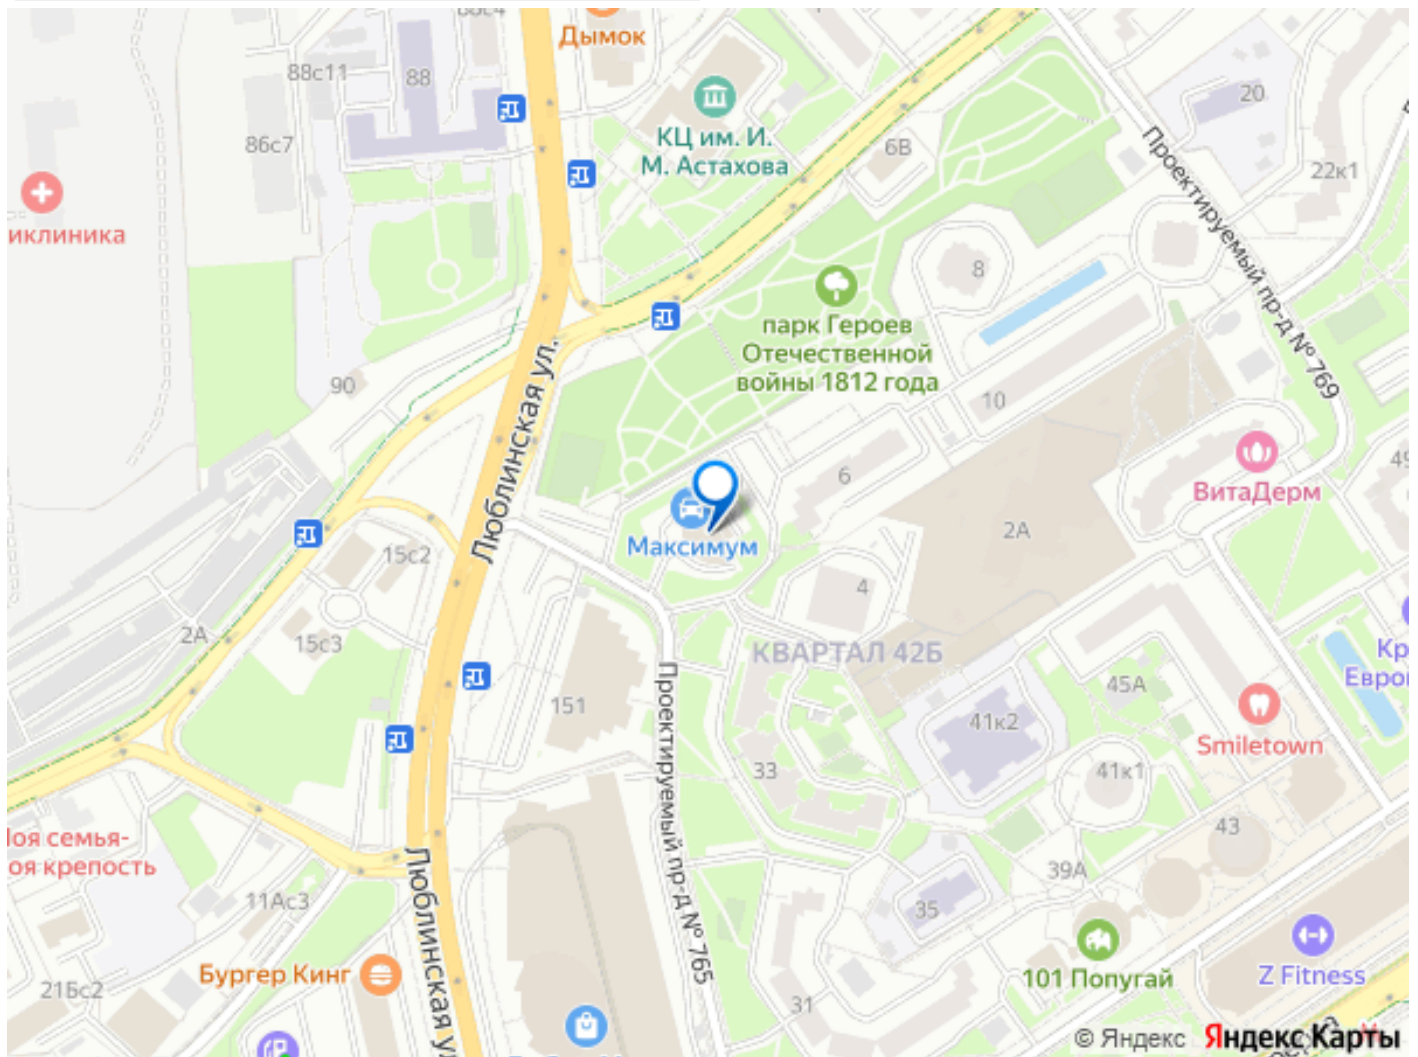 Дымок
88с11
88
86с7
КЦ им. И.
М. Астахова
6В
20
22к1
Проектируемый пр-д № 769
иклиника
8
парк Героев
Отечественной
войны 1812 года
90
Люблинская ул.
10
6
ВитаДерм
49
Максимум
2А
15с2
4
15с3
2А
КВАРТАЛ 42Б
Кр
Евро
45А
151
Проектируемый пр-д № 765
41к2
Smiletown
33
41к1
43
Моя семья-
оя крепость
39А
Люблинская ул
11Ас3
35
Бургер Кинг
21Бс2
101 Попугай
Z Fitness
31
© Яндекс Яндекс Карты